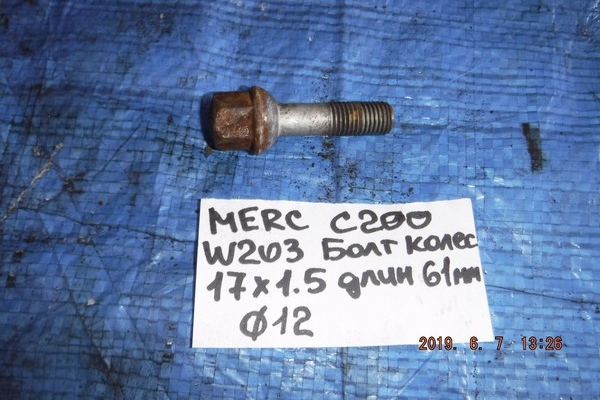 MERC C200
W203 Болт колес
17x1.5 длин 61мм
Ø12
2019. 6. 7 13:26